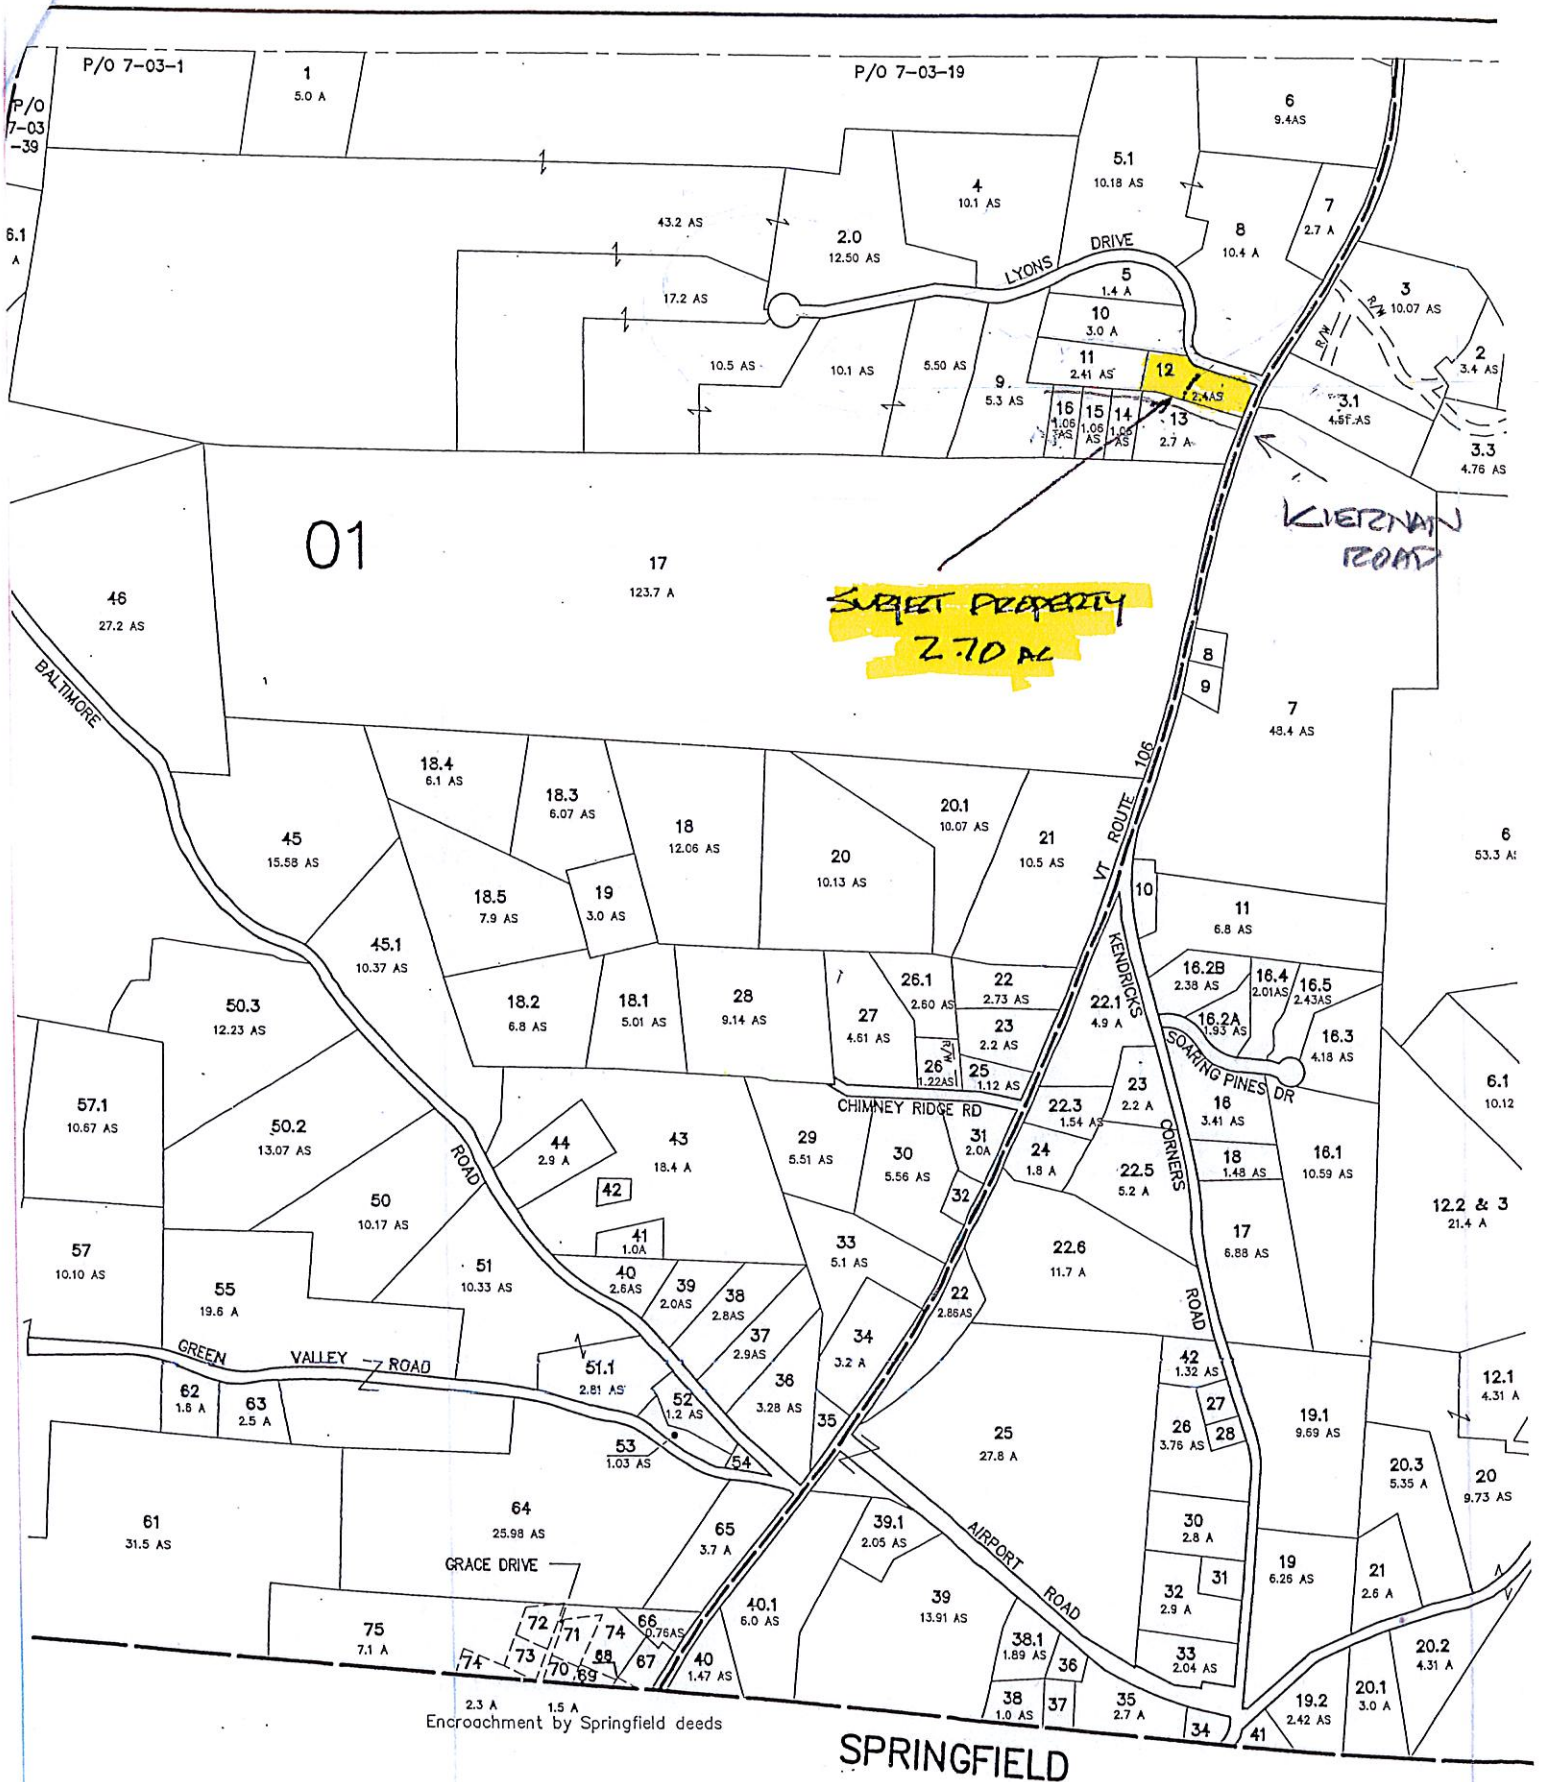 P/O 7-03-1
1
5.0 A
P/O 7-03-19
6
9.4AS
P/O
7-03
-39
5.1
10.18 AS
4
10.1 AS
7
2.7 A
6.1
A
43.2 AS
2.0
12.50 AS
8
10.4 A
LYONS DRIVE
5
1.4 A
3
10.07 AS
R/W
R/W
17.2 AS
10
3.0 A
10.5 AS
10.1 AS
5.50 AS
9
5.3 AS
11
2.41 AS
12
2.4AS
2
3.4 AS
3.1
4.51 AS
16
1.06
AS
15
1.06
AS
14
1.06
AS
13
2.7 A
3.3
4.76 AS
KIERNAN
ROAD
01
17
123.7 A
SUBJET PROPERTY
2.70 AC
46
27.2 AS
BALTIMORE
8
9
7
48.4 A
VT ROUTE 106
18.4
6.1 AS
18.3
6.07 AS
18
12.06 AS
20
10.13 AS
20.1
10.07 AS
21
10.5 AS
6
53.3 AS
45
15.58 AS
18.5
7.9 AS
19
3.0 AS
10
11
6.8 AS
45.1
10.37 AS
KENDRICKS
50.3
12.23 AS
18.2
6.8 AS
18.1
5.01 AS
28
9.14 AS
27
4.61 AS
26.1
2.60 AS
22
2.73 AS
23
2.2 AS
22.1
4.9 A
16.2B
2.38 AS
16.4
2.01AS
16.5
2.43AS
16.2A
1.93 AS
16.3
4.18 AS
SOARING PINES DR
R/W
26
1.22AS
25
1.12 AS
CHIMNEY RIDGE RD
22.3
1.54 AS
23
2.2 A
16
3.41 AS
6.1
10.12
57.1
10.67 AS
50.2
13.07 AS
ROAD
44
2.9 A
43
18.4 A
29
5.51 AS
30
5.56 AS
31
2.0A
24
1.8 A
22.5
5.2 A
CORNERS
18
1.48 AS
16.1
10.59 AS
42
32
50
10.17 AS
12.2 & 3
21.4 A
57
10.10 AS
41
1.0A
33
5.1 AS
22.6
11.7 A
17
6.88 AS
51
10.33 AS
55
19.6 A
40
2.6AS
39
2.0AS
38
2.8AS
37
2.9AS
22
2.86AS
ROAD
GREEN VALLEY ROAD
51.1
2.81 AS
34
3.2 A
36
3.28 AS
42
1.32 AS
12.1
4.31 A
62
1.6 A
63
2.5 A
52
1.2 AS
35
27
28
26
3.76 AS
19.1
9.69 AS
25
27.8 A
53
1.03 AS
54
20.3
5.35 A
20
9.73 AS
61
31.5 AS
64
25.98 AS
65
3.7 A
39.1
2.05 AS
AIRPORT ROAD
30
2.8 A
GRACE DRIVE
31
19
6.26 AS
21
2.6 A
32
2.9 A
39
13.91 AS
40.1
6.0 AS
75
7.1 A
72
71
74
66
0.76AS
73
68
67
74
70
69
40
1.47 AS
38.1
1.89 AS
36
33
2.04 AS
20.2
4.31 A
38
1.0 AS
37
35
2.7 A
34
41
19.2
2.42 AS
20.1
3.0 A
2.3 A
1.5 A
Encroachment by Springfield deeds
SPRINGFIELD